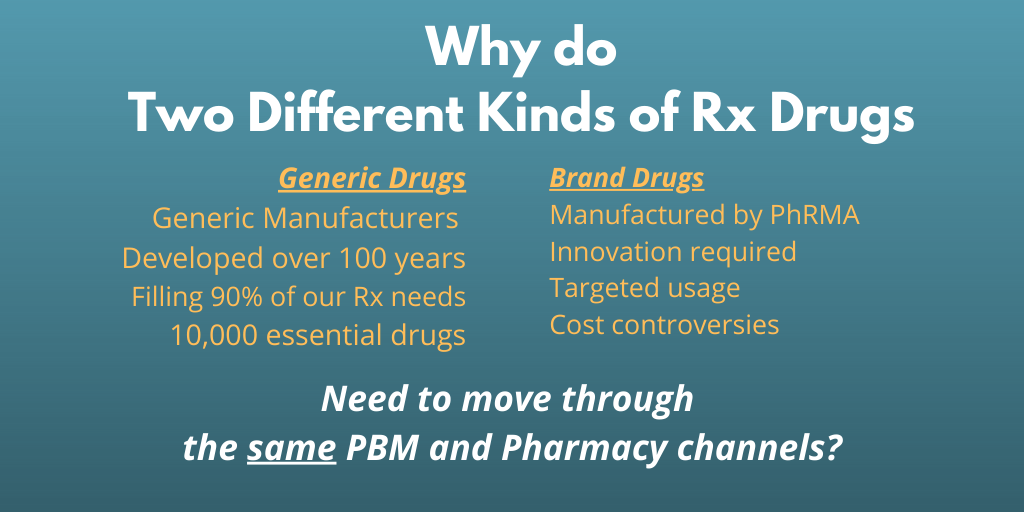 Why do
Two Different Kinds of Rx Drugs
Generic Drugs
Generic Manufacturers
Developed over 100 years
Filling 90% of our Rx needs
10,000 essential drugs
Brand Drugs
Manufactured by PhRMA
Innovation required
Targeted usage
Cost controversies
Need to move through
the same PBM and Pharmacy channels?